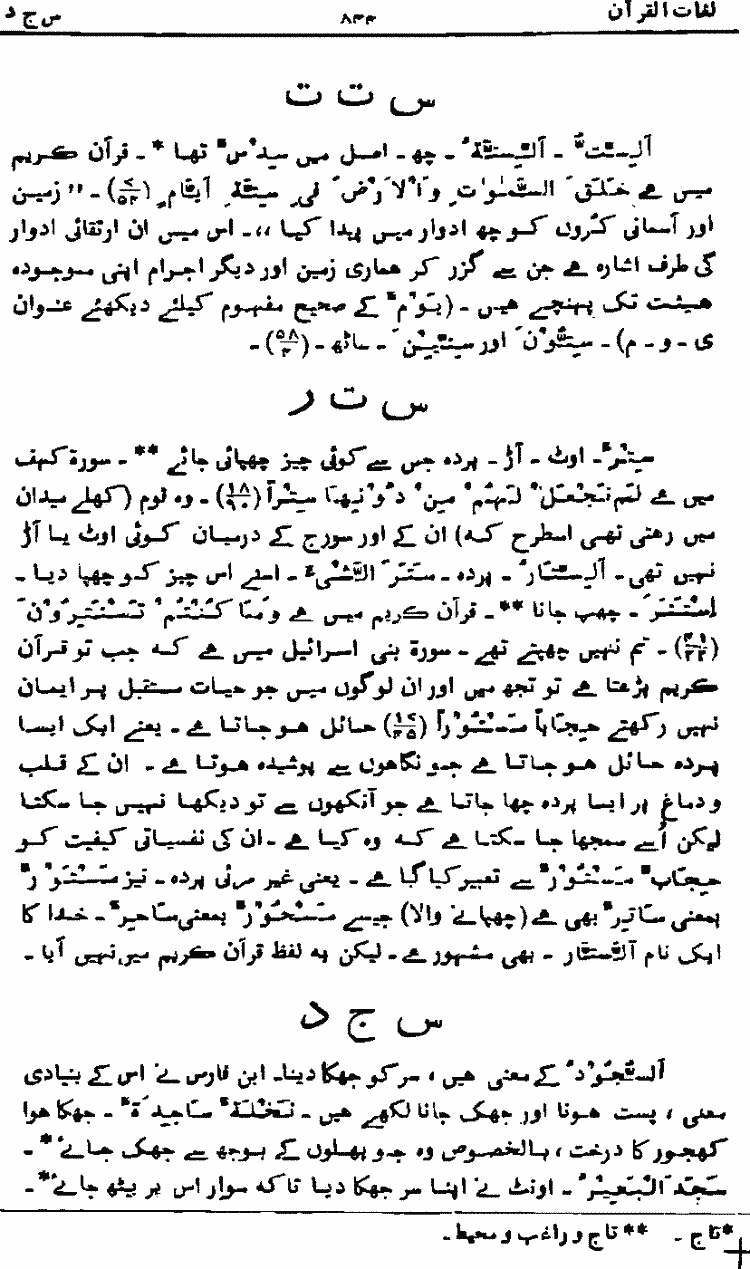 لغات القرآن ۸۴۴ س ج د
س ت ت
اَلسِّتُّ ۔ اَلسِّتَّةُ ۔ چھ ۔ اصل میں سِدْسٌ تھا * ۔ قرآن کریم
میں ہے خَلَقَ السَّمٰوٰتِ وَالْاَرْضَ فِی سِتَّةِ اَیَّامٍ (۷/۵۴) ۔ ’’ زمین
اور آسمانی کُروں کو چھ ادوار میں پیدا کیا ،،۔ اس میں ان ارتقائی ادوار
کی طرف اشارہ ہے جن سے گزر کر ہماری زمین اور دیگر اجرام اپنی موجودہ
ہیئت تک پہنچے ہیں ۔ (یَوْمٌ کے صحیح مفہوم کیلئے دیکھئے عنوان
ی ۔ و ۔ م) ۔ سِتُّوْنَ اور سِتِّیْنَ ۔ ساٹھ ۔ (۵۸/۴) ۔
س ت ر
سِتْرٌ ۔ اوٹ ۔ آڑ ۔ پردہ جس سے کوئی چیز چھپائی جائے ** ۔ سورۃ کہف
میں ہے لَمْ نَجْعَلْ لَهُمْ مِنْ دُوْنِهَا سِتْراً (۱۸/۹۰) ۔ وہ قوم (کھلے میدان
میں رہتی تھی اسطرح کہ) ان کے اور سورج کے درمیان کوئی اوٹ یا آڑ
نہیں تھی ۔ اَلسِّتَارُ ۔ پردہ ۔ سَتَرَ الشَّیْءَ ۔ اسنے اس چیز کو چھپا دیا ۔
اِسْتَتَرَ ۔ چھپ جانا ** ۔ قرآن کریم میں ہے وَمَا كُنْتُمْ تَسْتَتِرُوْنَ
(۴۱/۲۲) ۔ تم نہیں چھپتے تھے ۔ سورۃ بنی اسرائیل میں ہے کہ جب تو قرآن
کریم پڑھتا ہے تو تجھ میں اور ان لوگوں میں جو حیات مستقبل پر ایمان
نہیں رکھتے حِجَاباً مَسْتُوْراً (۱۷/۴۵) حائل ہو جاتا ہے ۔ یعنے ایک ایسا
پردہ حائل ہو جاتا ہے جو نگاہوں سے پوشیدہ ہوتا ہے ۔ ان کے قلب
و دماغ پر ایسا پردہ چھا جاتا ہے جو آنکھوں سے تو دیکھا نہیں جا سکتا
لیکن اُسے سمجھا جا سکتا ہے کہ وہ کیا ہے ۔ ان کی نفسیاتی کیفیت کو
حِجَابٌ مَسْتُوْرٌ سے تعبیر کیا گیا ہے ۔ یعنی غیر مرئی پردہ ۔ نیز مَسْتُوْرٌ
بمعنی سَاتِرٌ بھی ہے (چھپانے والا) جیسے مَسْحُوْرٌ بمعنی سَاحِرٌ ۔ خدا کا
ایک نام اَلسَّتَّار ۔ بھی مشہور ہے ۔ لیکن یہ لفظ قرآن کریم میں نہیں آیا ۔
س ج د
اَلسُّجُوْدُ کے معنی ہیں ، سر کو جھکا دینا ۔ ابن فارس نے اس کے بنیادی
معنی ، پست ہونا اور جھک جانا لکھے ہیں ۔ نَخْلَةٌ سَاجِدَةٌ ۔ جھکا ہوا
کھجور کا درخت ، بالخصوص وہ جو پھلوں کے بوجھ سے جھک جائے * ۔
سَجَدَ الْبَعِیْرُ ۔ اونٹ نے اپنا سر جھکا دیا تا کہ سوار اس پر بیٹھ جائے * ۔
*تاج ۔ **تاج و راغب و محیط ۔